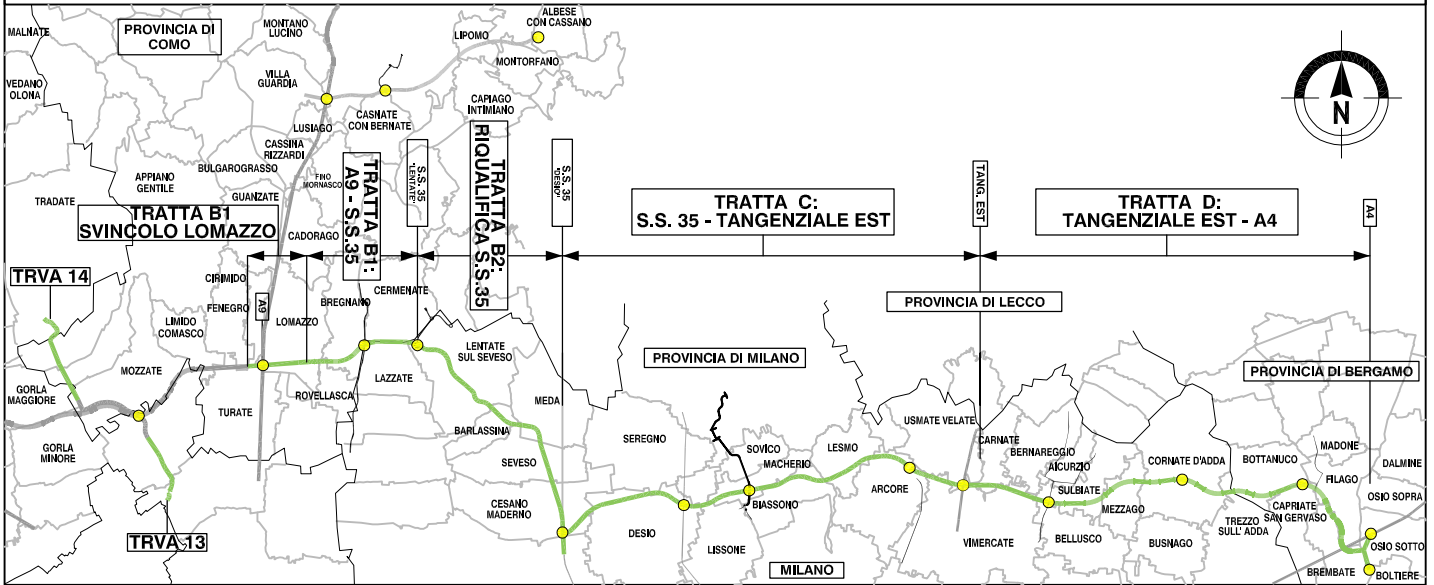 ALBESE
CON CASSANO
MONTANO
LUCINO
PROVINCIA DI
COMO
MALNATE
LIPOMO
MONTORFANO
VILLA
GUARDIA
VEDANO
OLONA
CAPIAGO
INTIMIANO
CASNATE
CON BERNATE
LUSIAGO
N
CASSINA
RIZZARDI
BULGAROGRASSO
FINO
MORNASCO
APPIANO
GENTILE
GUANZATE
TRADATE
TRATTA B1
SVINCOLO LOMAZZO
CADORAGO
TRATTA B1:
A9 - S.S.35
S.S. 35
"LENTATE"
TRATTA B2:
RIQUALIFICA S.S.35
S.S. 35
"DESIO"
TRATTA C:
S.S. 35 - TANGENZIALE EST
TANG. EST
TRATTA D:
TANGENZIALE EST - A4
A4
TRVA 14
CIRIMIDO
FENEGRO
A9
LOMAZZO
BREGNANO
CERMENATE
LIMIDO
COMASCO
PROVINCIA DI LECCO
LENTATE
SUL SEVESO
PROVINCIA DI MILANO
PROVINCIA DI BERGAMO
MOZZATE
LAZZATE
ROVELLASCA
GORLA
MAGGIORE
TURATE
MEDA
BARLASSINA
SEREGNO
SOVICO
MACHERIO
LESMO
USMATE VELATE
CARNATE
BERNAREGGIO
AICURZIO
SULBIATE
CORNATE D'ADDA
BOTTANUCO
MADONE
FILAGO
DALMINE
GORLA
MINORE
SEVESO
CESANO
MADERNO
ARCORE
BIASSONO
MEZZAGO
CAPRIATE
SAN GERVASO
OSIO SOPRA
TREZZO
SULL' ADDA
DESIO
LISSONE
VIMERCATE
BELLUSCO
BUSNAGO
OSIO SOTTO
TRVA 13
MILANO
BREMBATE
BOLTIERE